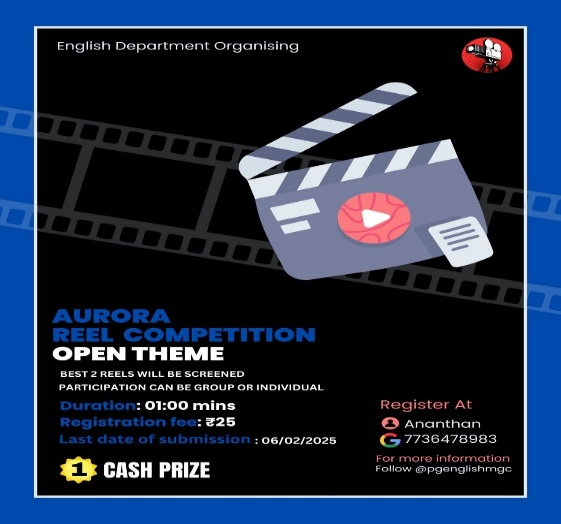 English Department Organising
AURORA
REEL COMPETITION
OPEN THEME
BEST 2 REELS WILL BE SCREENED
PARTICIPATION CAN BE GROUP OR INDIVIDUAL
Duration: 01:00 mins
Registration fee: ₹25
Last date of submission : 06/02/2025
1 CASH PRIZE
Register At
Ananthan
7736478983
For more information
Follow @pgenglishmgc